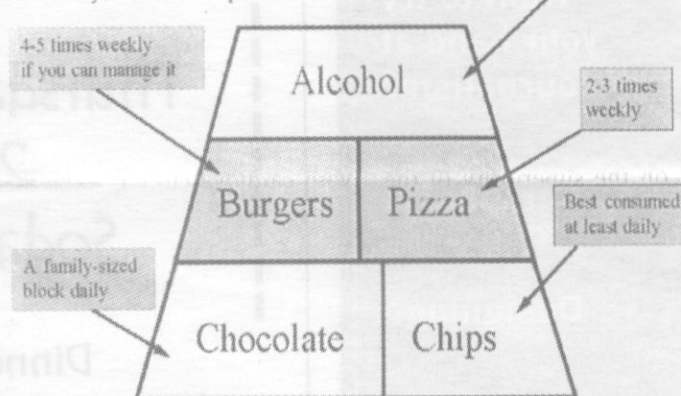 4-5 times weekly
if you can manage it
Alcohol
2-3 times
weekly
Burgers
Pizza
Best consumed
at least daily
A family-sized
block daily
Chocolate
Chips